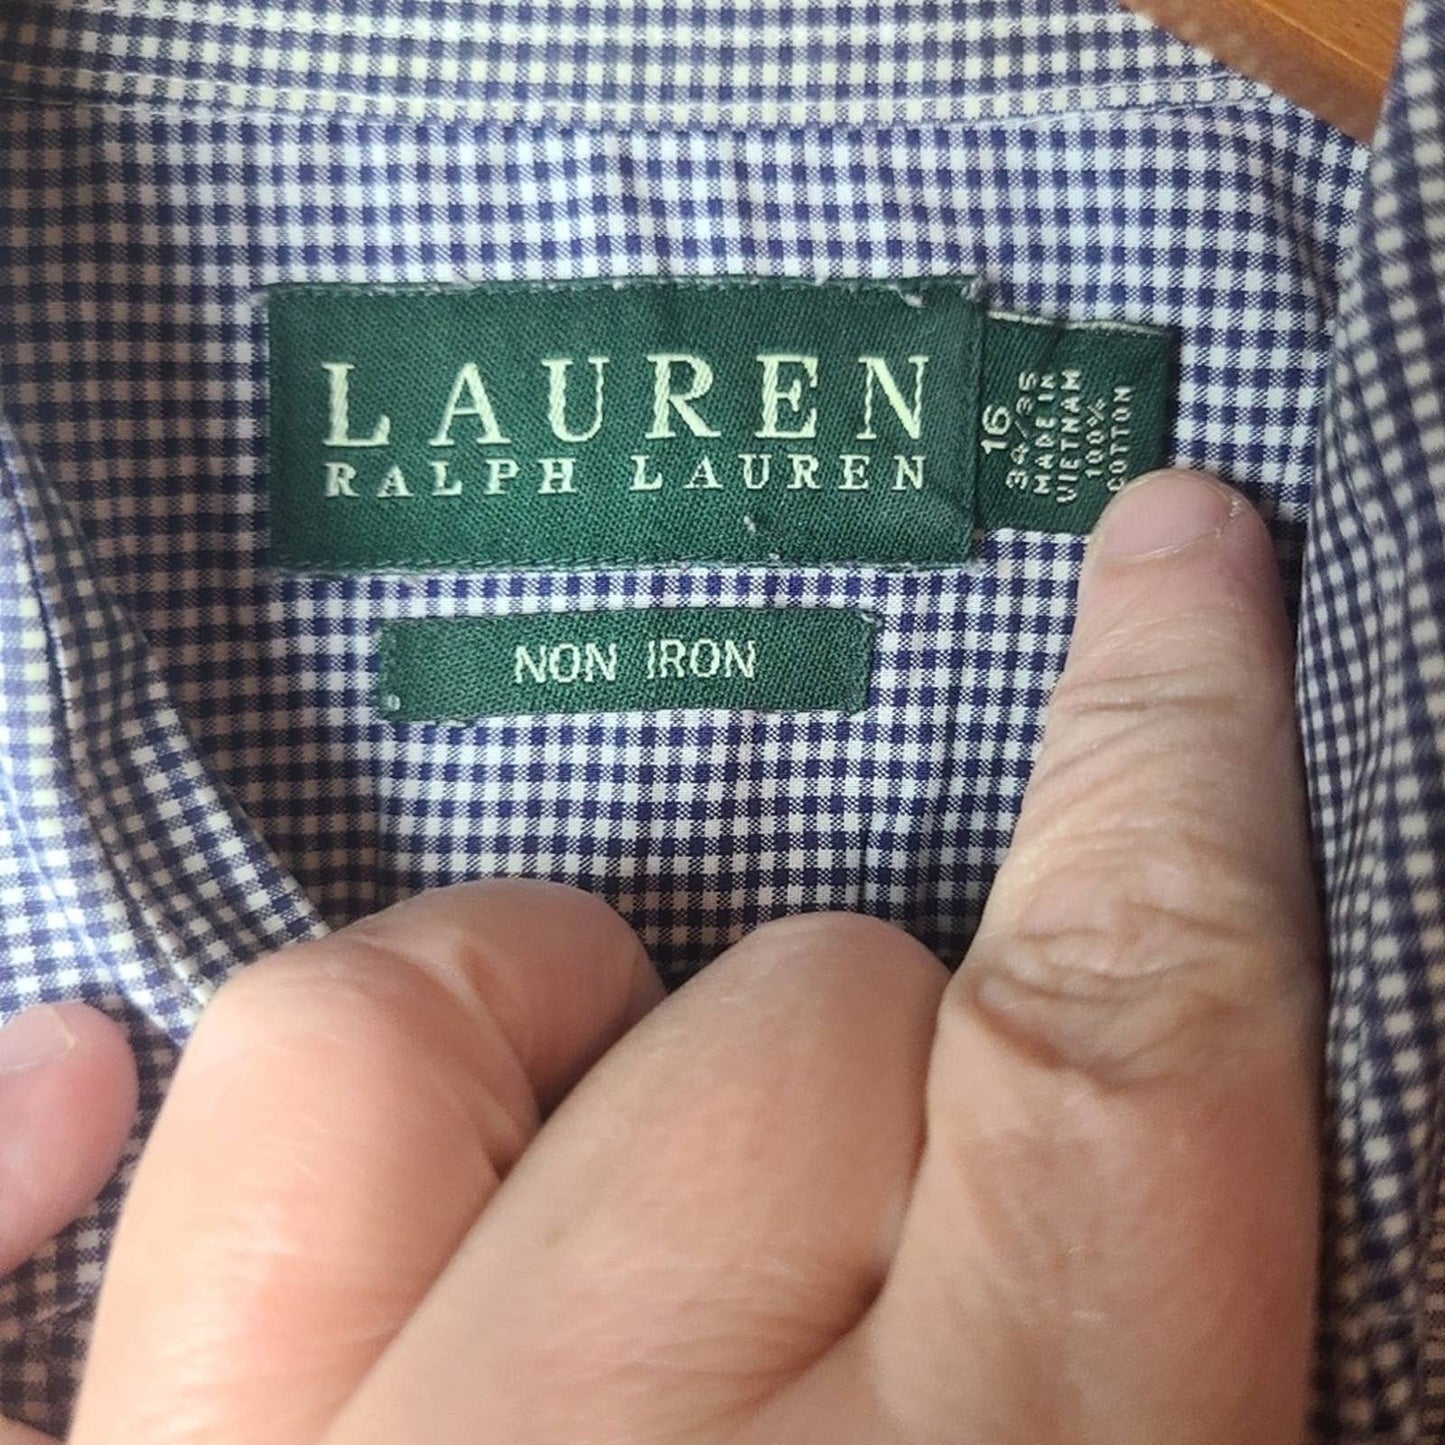 LAUREN
RALPH LAUREN
NON IRON
16
34/35
MADE IN
VIETNAM
100%
COTTON